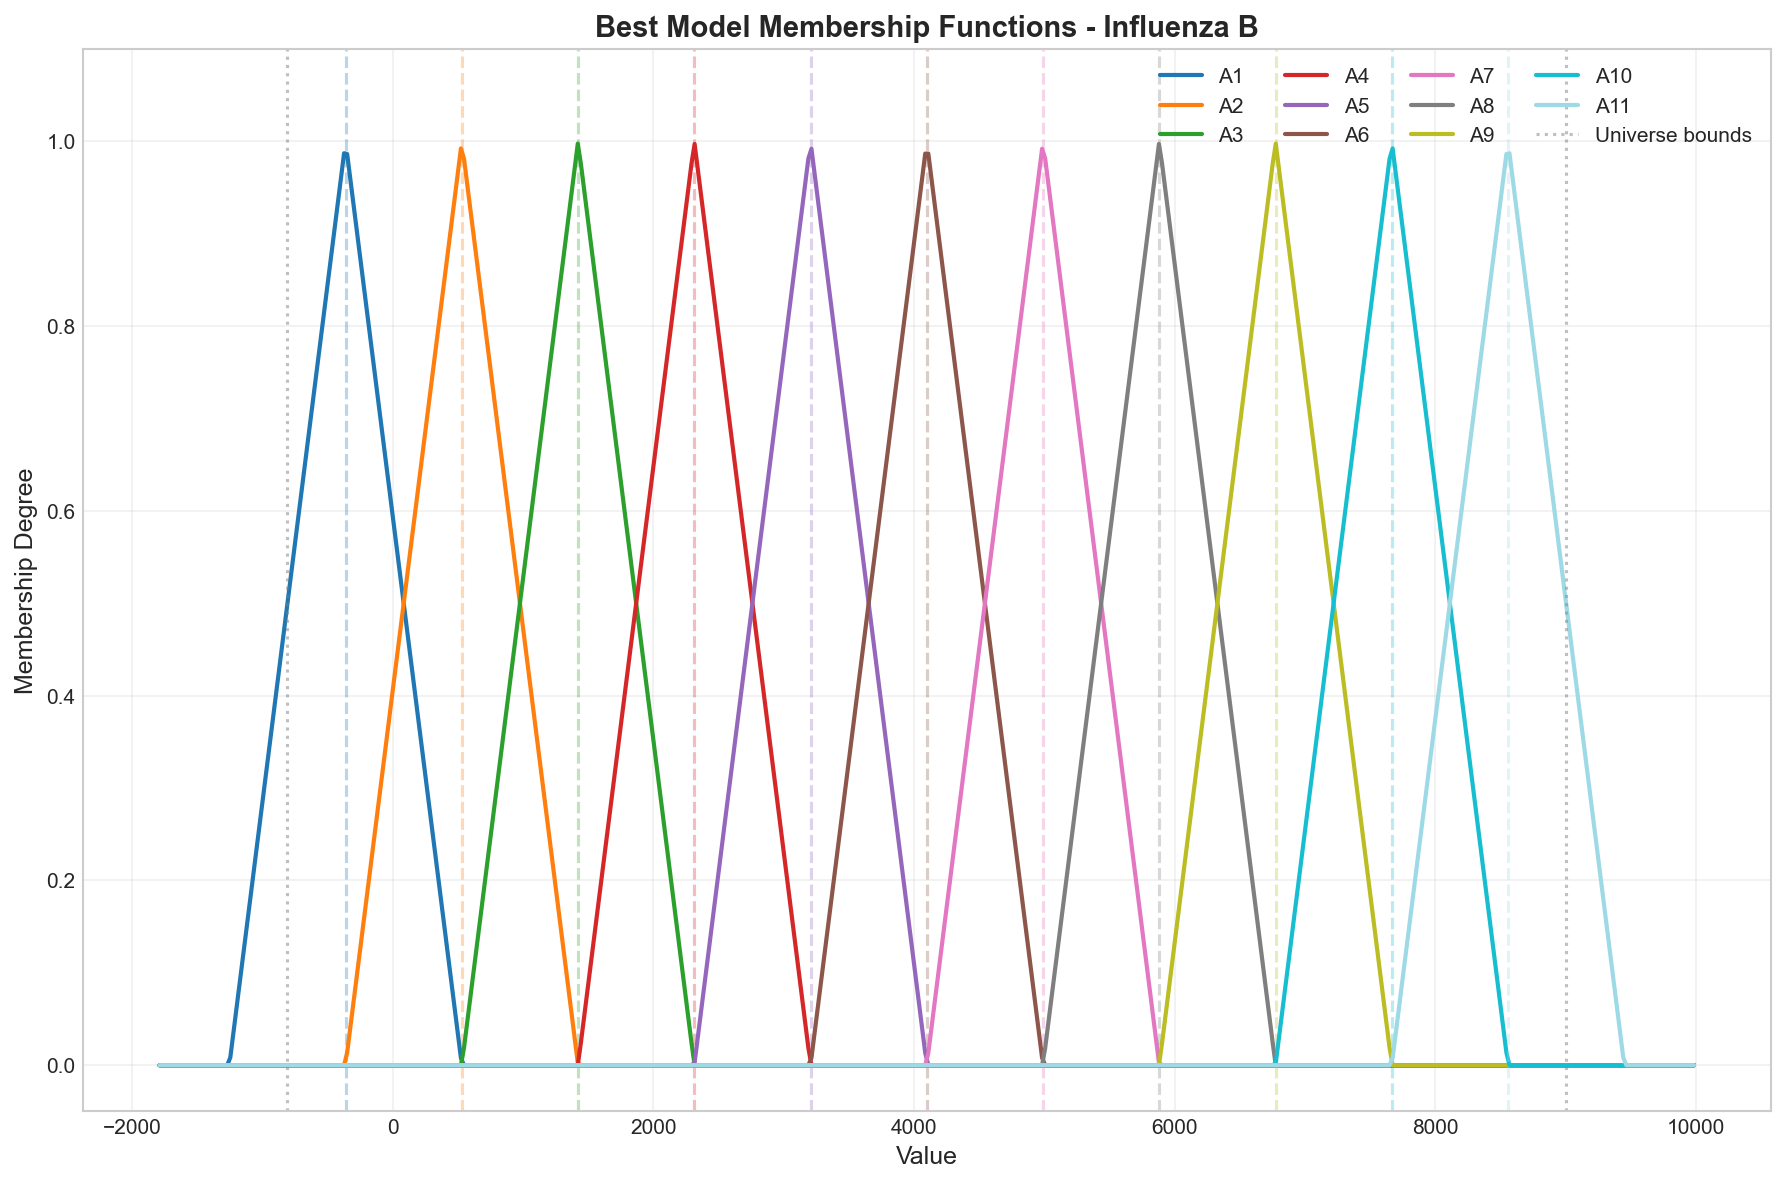 Best Model Membership Functions - Influenza B
A1 A4 A7 A10
A2 A5 A8 A11
A3 A6 A9 Universe bounds
1.0
0.8
0.6
0.4
0.2
0.0
Membership Degree
−2000 0 2000 4000 6000 8000 10000
Value